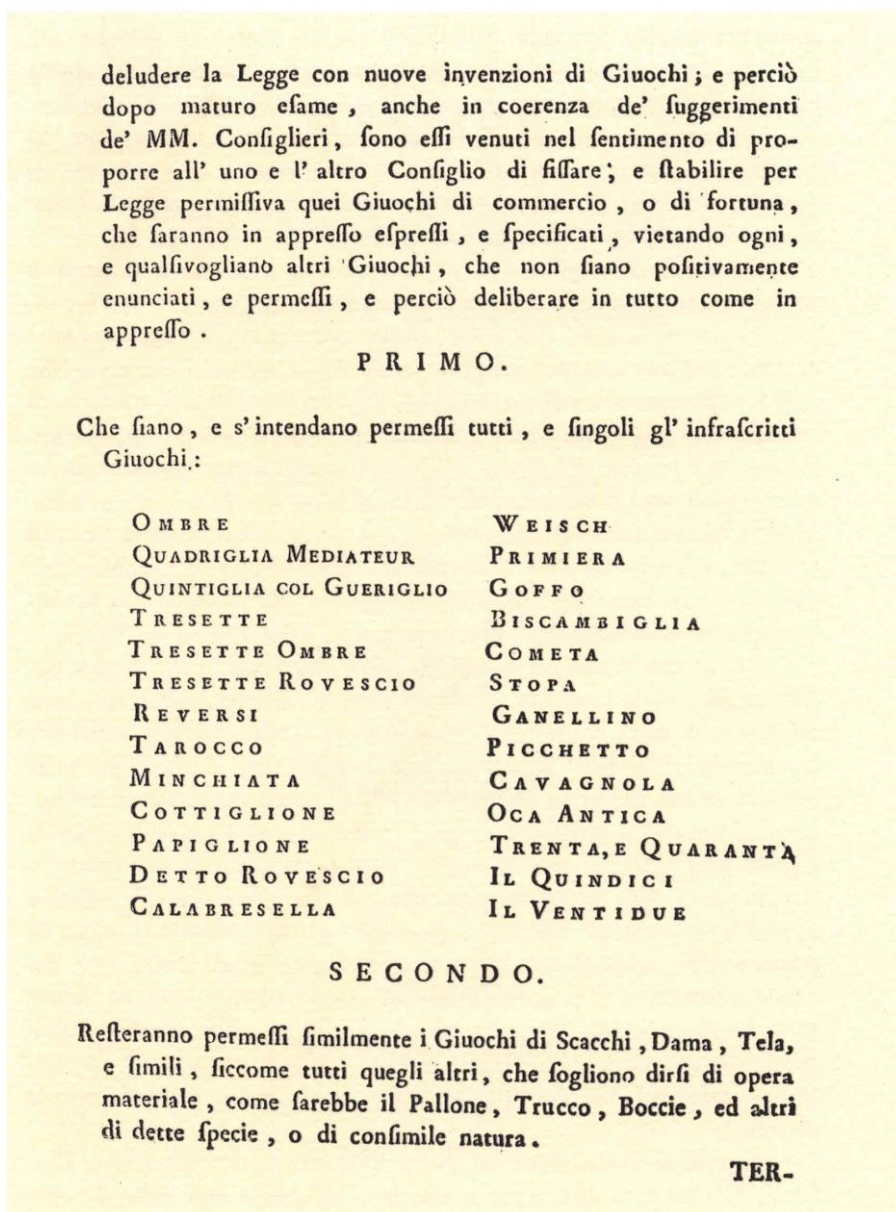 deludere la Legge con nuove invenzioni di Giuochi; e perciò
dopo maturo eſame, anche in coerenza de' ſuggerimenti
de' MM. Conſiglieri, ſono eſſi venuti nel ſentimento di pro-
porre all' uno e l' altro Conſiglio di fiſſare; e ſtabilire per
Legge permiſſiva quei Giuochi di commercio, o di fortuna,
che ſaranno in appreſſo eſpreſſi, e ſpecificati, vietando ogni,
e qualſivogliano altri Giuochi, che non ſiano poſitivamente
enunciati, e permeſſi, e perciò deliberare in tutto come in
appreſſo.
PRIMO.
Che ſiano, e s'intendano permeſſi tutti, e ſingoli gl' infraſcritti
Giuochi:
OMBRE
QUADRIGLIA MEDIATEUR
QUINTIGLIA COL GUERIGLIO
TRESETTE
TRESETTE OMBRE
TRESETTE ROVESCIO
REVERSI
TAROCCO
MINCHIATA
COTTIGLIONE
PAPIGLIONE
DETTO ROVESCIO
CALABRESELLA
WEISCH
PRIMIERA
GOFFO
BISCAMBIGLIA
COMETA
STOPA
GANELLINO
PICCHETTO
CAVAGNOLA
OCA ANTICA
TRENTA, E QUARANTA
IL QUINDICI
IL VENTIDUE
SECONDO.
Reſteranno permeſſi ſimilmente i Giuochi di Scacchi, Dama, Tela,
e ſimili, ſiccome tutti quegli altri, che ſogliono dirſi di opera
materiale, come ſarebbe il Pallone, Trucco, Boccie, ed altri
di dette ſpecie, o di conſimile natura.
TER-